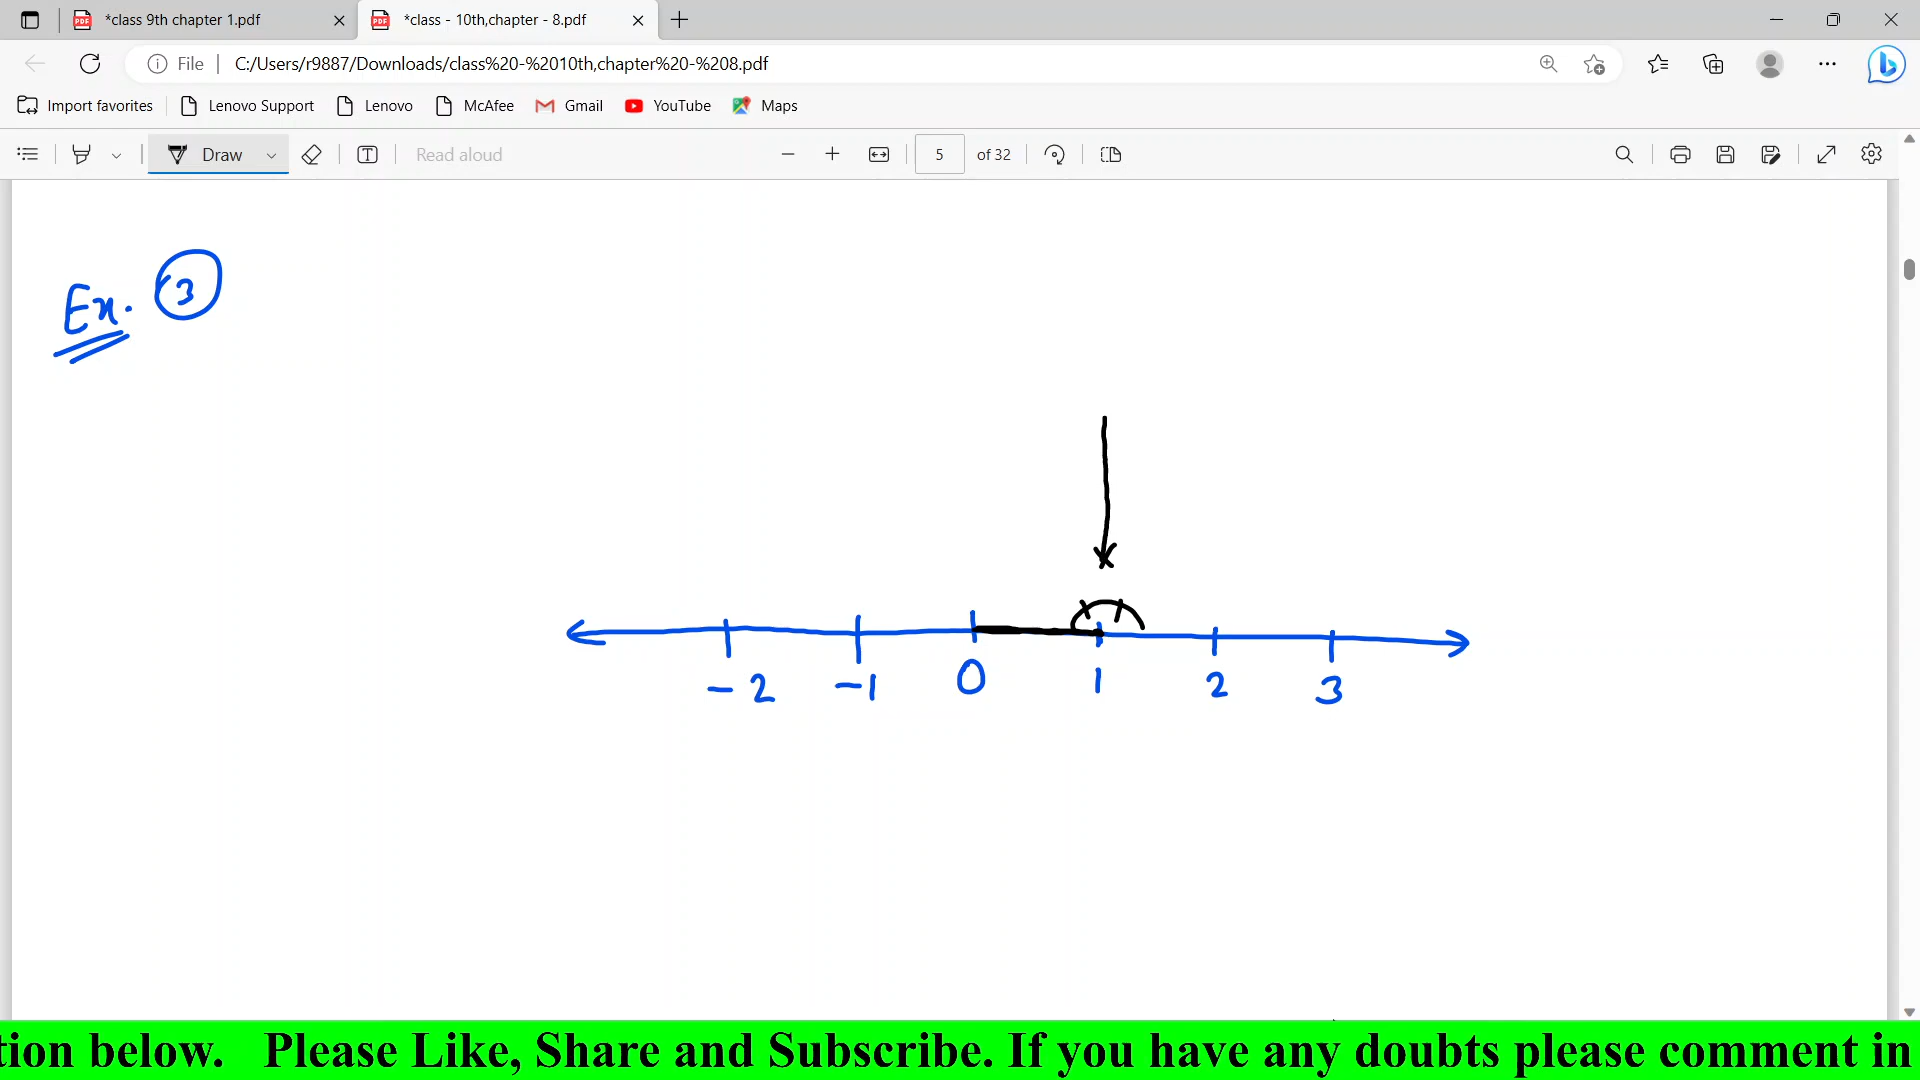 *class 9th chapter 1.pdf
*class - 10th,chapter - 8.pdf
File
C:/Users/r9887/Downloads/class%20-%2010th,chapter%20-%208.pdf
Import favorites
Lenovo Support
Lenovo
McAfee
Gmail
YouTube
Maps
Draw
Read aloud
5 of 32
Ex. 3
-2 -1 0 1 2 3
tion below. Please Like, Share and Subscribe. If you have any doubts please comment in